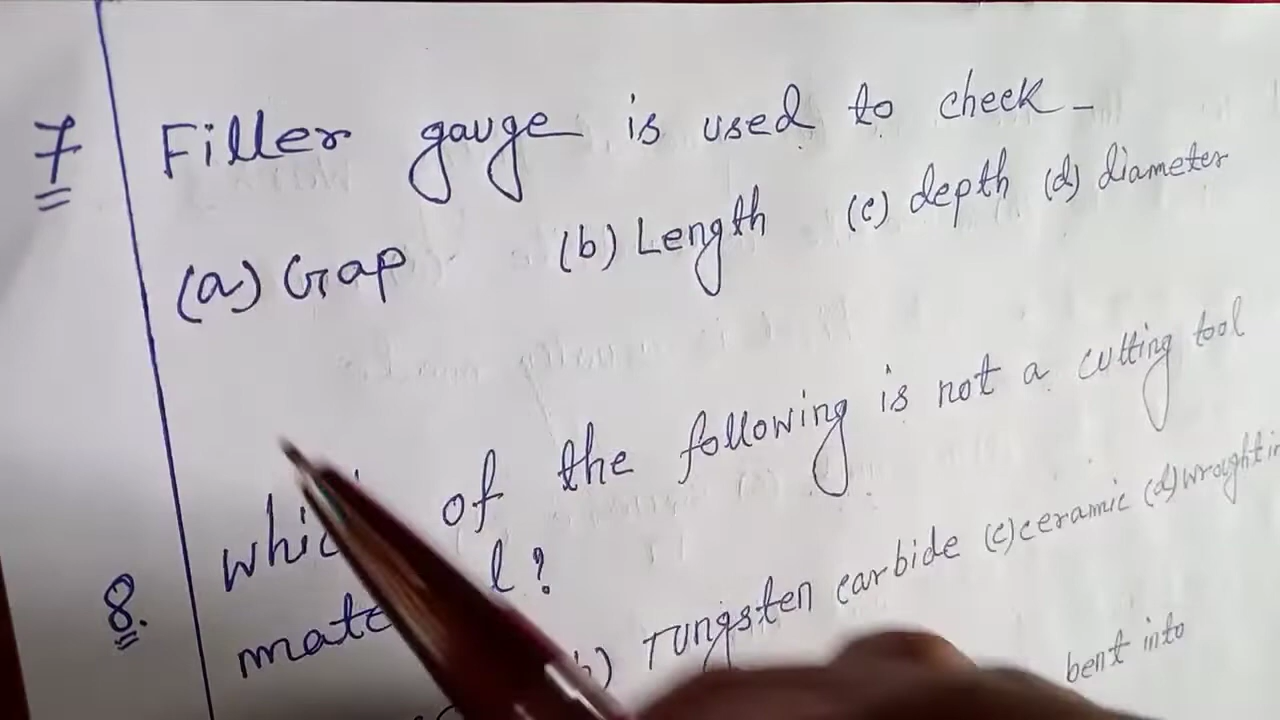 7 Filler gauge is used to check -
(a) Gap (b) Length (c) depth (d) diameter
8. of the following is not a cutting tool
(b) Tungsten carbide (c) ceramic (d)
bent into